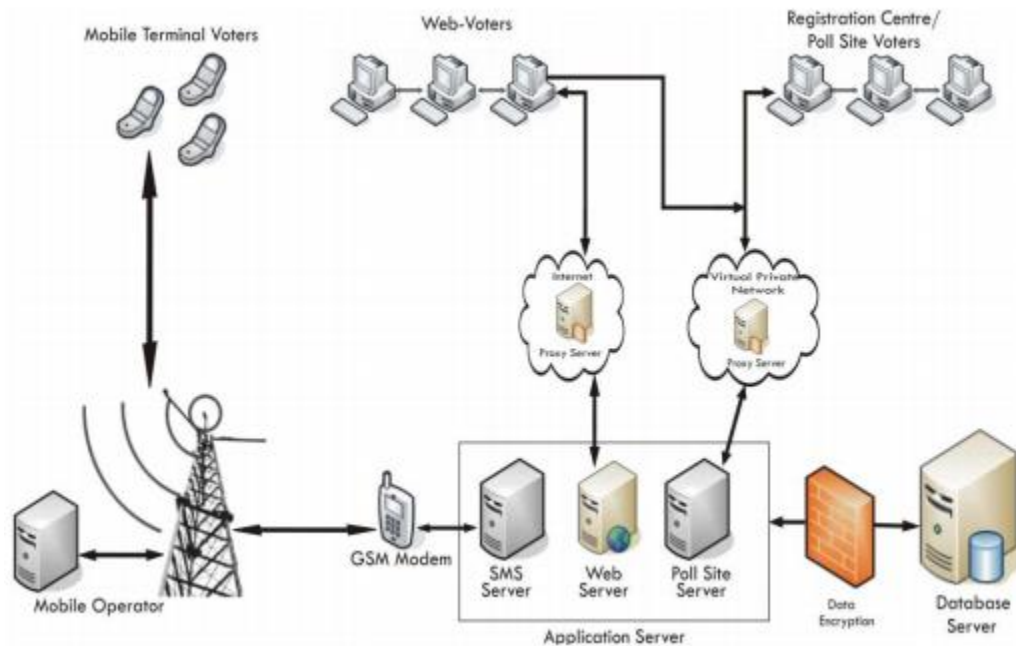 Mobile Terminal Voters
Web-Voters
Registration Centre/
Poll Site Voters
Internet
Proxy Server
Virtual Private
Network
Proxy Server
Mobile Operator
GSM Modem
SMS
Server
Web
Server
Poll Site
Server
Application Server
Data
Encryption
Database
Server